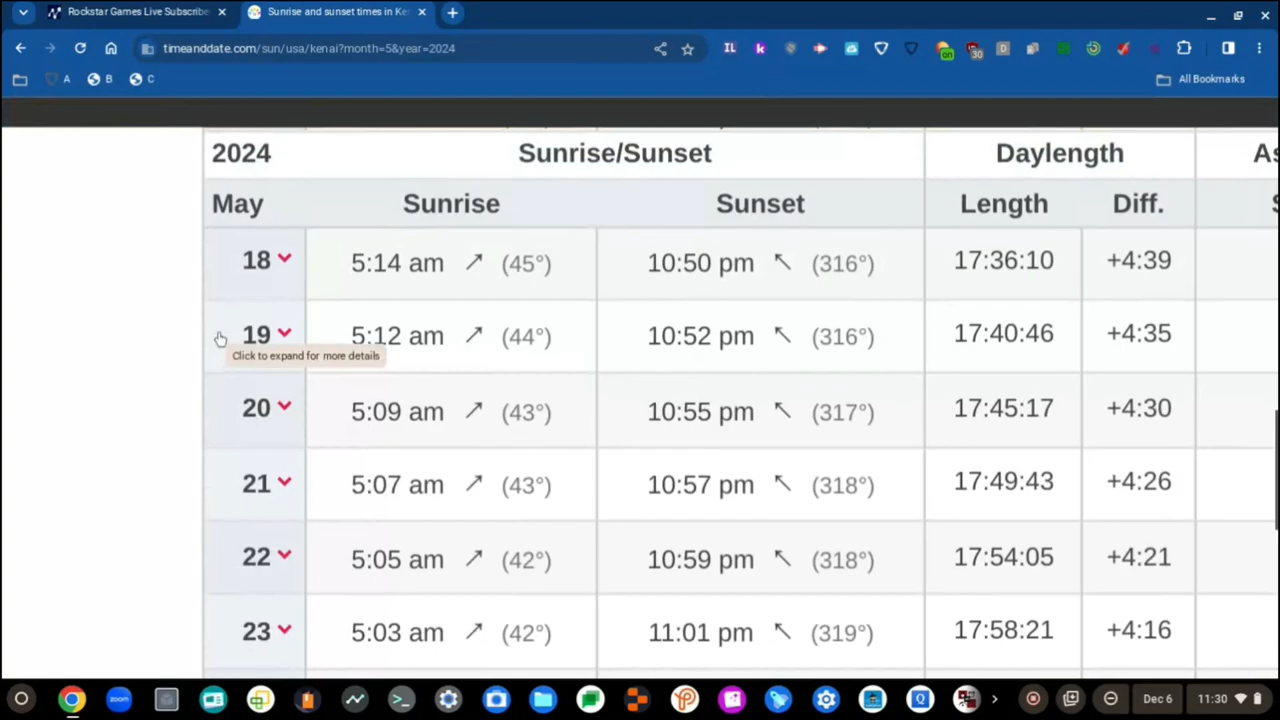 Rockstar Games Live Subscribe
Sunrise and sunset times in Ke
timeanddate.com/sun/usa/kenai?month=5&year=2024
IL k D on 30
A B C All Bookmarks
2024 Sunrise/Sunset Daylength As
May Sunrise Sunset Length Diff. S
18 5:14 am ↗ (45°) 10:50 pm ↖ (316°) 17:36:10 +4:39
19 5:12 am ↗ (44°) 10:52 pm ↖ (316°) 17:40:46 +4:35
Click to expand for more details
20 5:09 am ↗ (43°) 10:55 pm ↖ (317°) 17:45:17 +4:30
21 5:07 am ↗ (43°) 10:57 pm ↖ (318°) 17:49:43 +4:26
22 5:05 am ↗ (42°) 10:59 pm ↖ (318°) 17:54:05 +4:21
23 5:03 am ↗ (42°) 11:01 pm ↖ (319°) 17:58:21 +4:16
zoom Q Dec 6 11:30